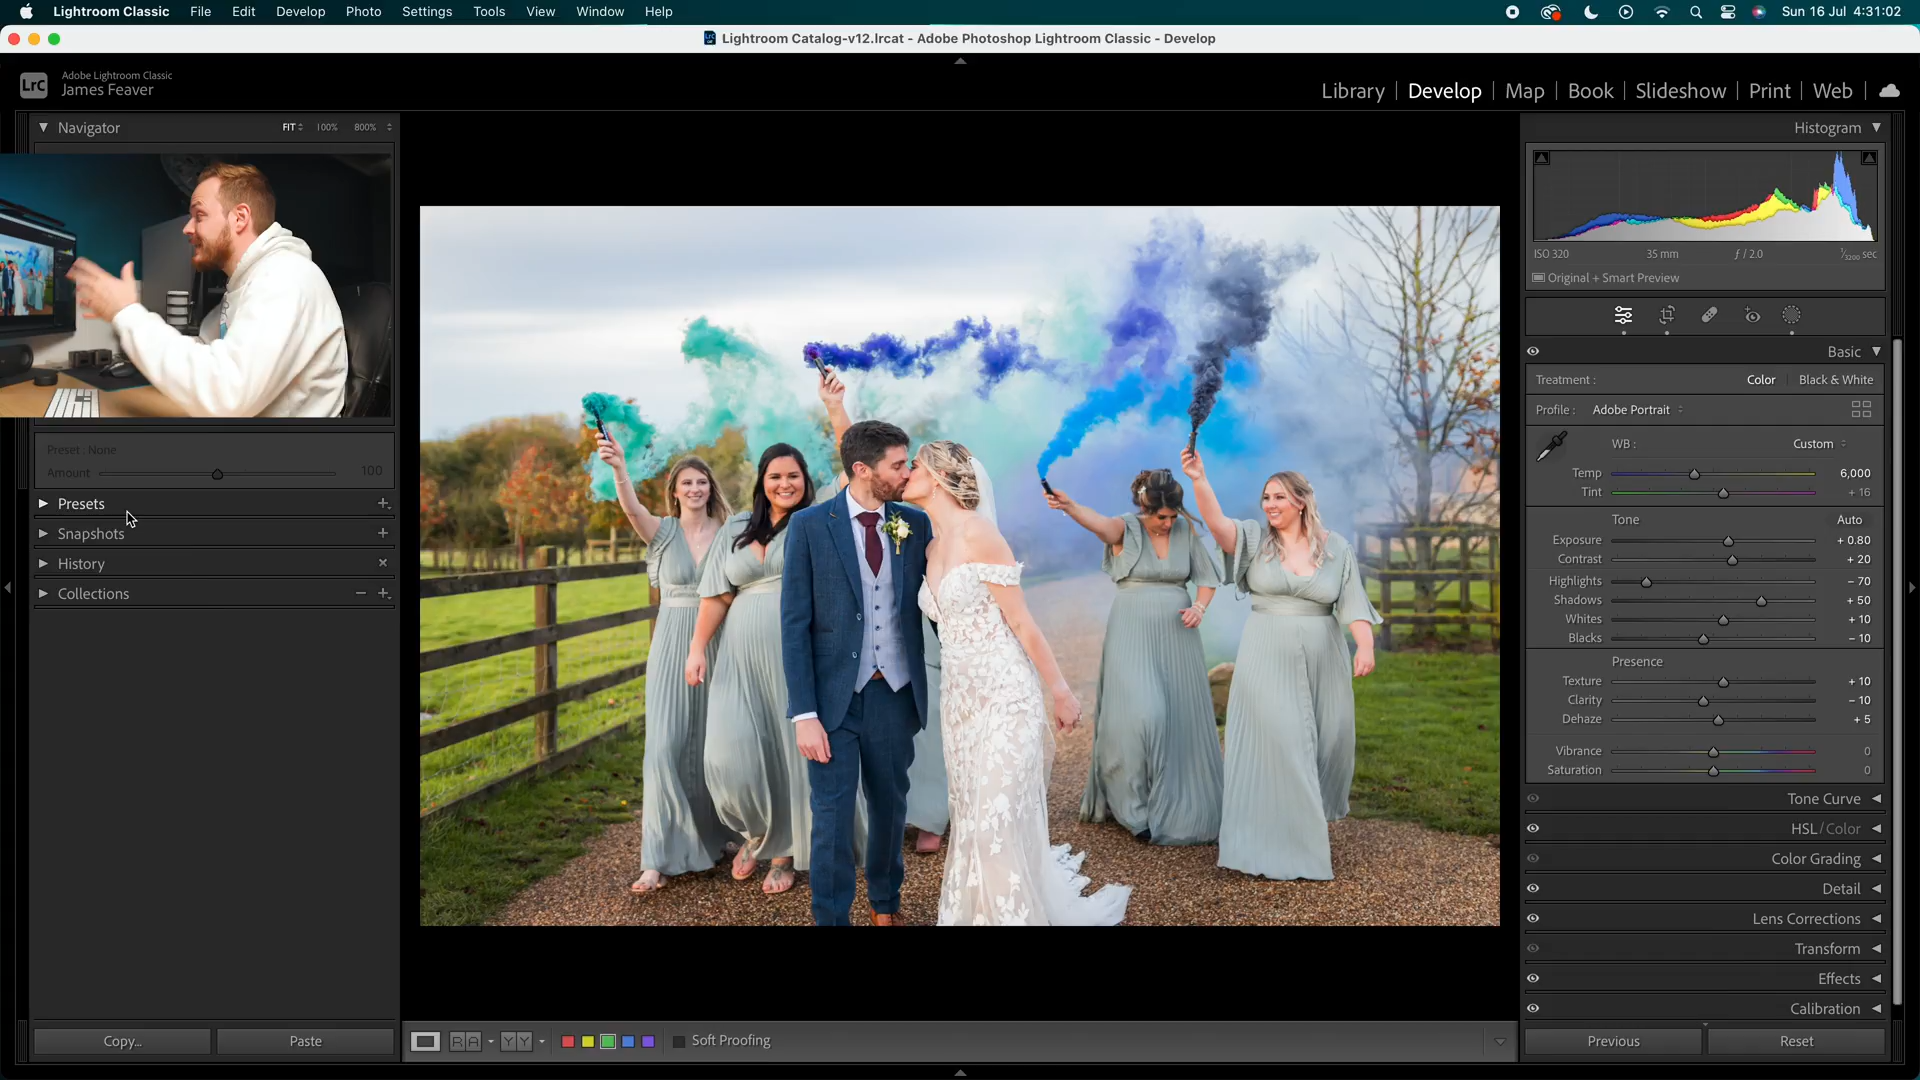 Lightroom Classic File Edit Develop Photo Settings Tools View Window Help Sun 16 Jul 4:31:02
Lightroom Catalog-v12.lrcat - Adobe Photoshop Lightroom Classic - Develop
LrC
Adobe Lightroom Classic
James Feaver
Library | Develop | Map | Book | Slideshow | Print | Web
Navigator FIT 100% 800%
Preset : None
Amount 100
Presets
Snapshots
History
Collections
Copy... Paste
RA YY Soft Proofing
Histogram
ISO 320 35 mm ƒ / 2.0 1/3200 sec
Original + Smart Preview
Basic
Treatment : Color Black & White
Profile : Adobe Portrait
WB : Custom
Temp 6,000
Tint + 16
Tone Auto
Exposure + 0.80
Contrast + 20
Highlights – 70
Shadows + 50
Whites + 10
Blacks – 10
Presence
Texture + 10
Clarity – 10
Dehaze + 5
Vibrance 0
Saturation 0
Tone Curve
HSL / Color
Color Grading
Detail
Lens Corrections
Transform
Effects
Calibration
Previous Reset